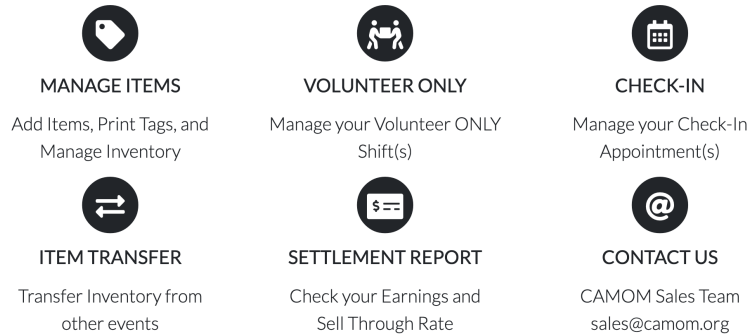 MANAGE ITEMS
Add Items, Print Tags, and
Manage Inventory
VOLUNTEER ONLY
Manage your Volunteer ONLY
Shift(s)
CHECK-IN
Manage your Check-In
Appointment(s)
ITEM TRANSFER
Transfer Inventory from
other events
$
SETTLEMENT REPORT
Check your Earnings and
Sell Through Rate
@
CONTACT US
CAMOM Sales Team
sales@camom.org